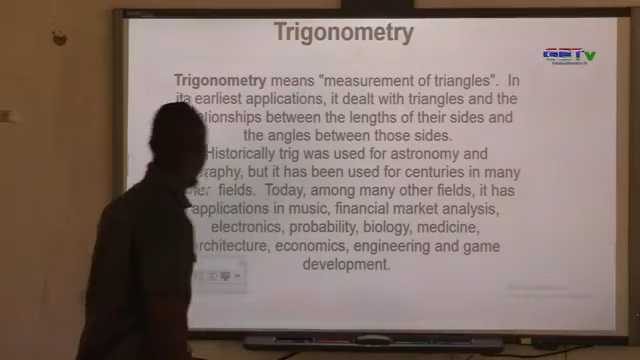 Trigonometry
GBTV
Trigonometry means "measurement of triangles". In
its earliest applications, it dealt with triangles and the
ationships between the lengths of their sides and
the angles between those sides.
Historically trig was used for astronomy and
graphy, but it has been used for centuries in many
er fields. Today, among many other fields, it has
applications in music, financial market analysis,
electronics, probability, biology, medicine,
rchitecture, economics, engineering and game
development.